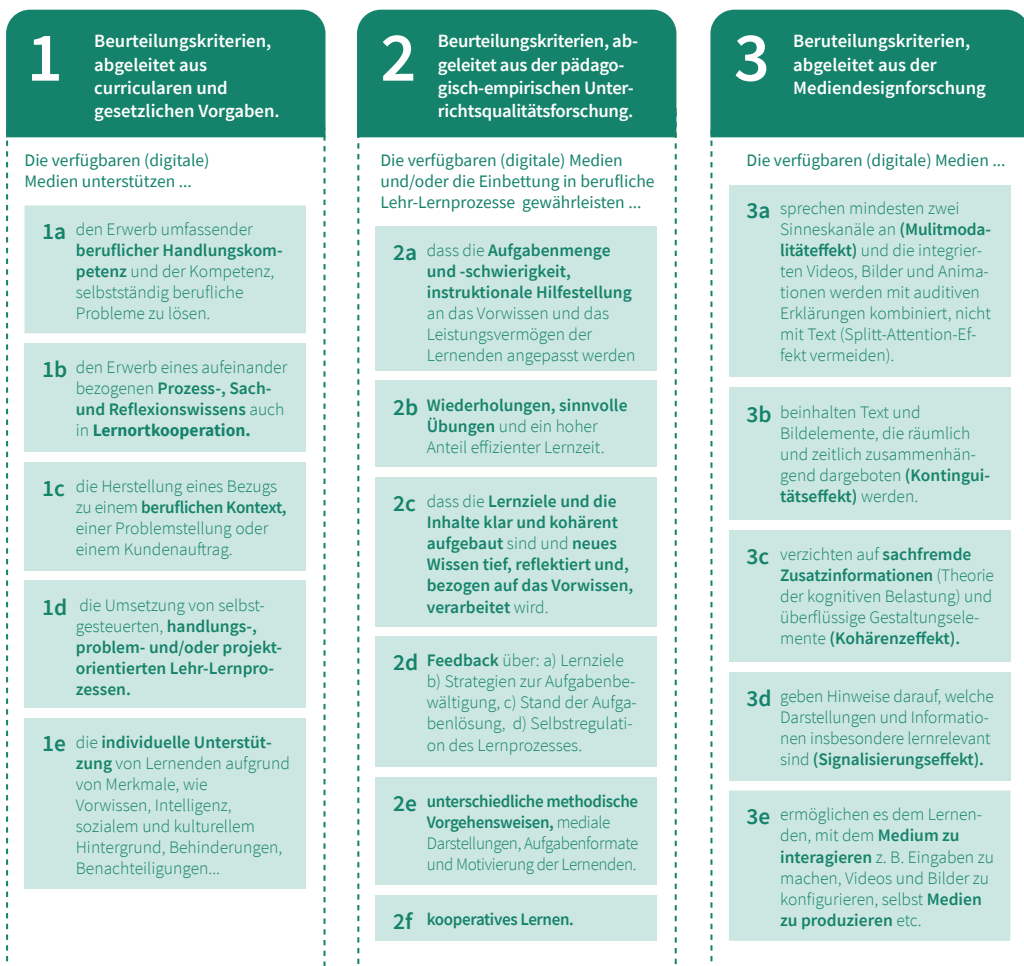 1
Beurteilungskriterien,
abgeleitet aus
curricularen und
gesetzlichen Vorgaben.
Die verfügbaren (digitale)
Medien unterstützen ...
1a den Erwerb umfassender
beruflicher Handlungskom-
petenz und der Kompetenz,
selbstständig berufliche
Probleme zu lösen.
1b den Erwerb eines aufeinander
bezogenen Prozess-, Sach-
und Reflexionswissens auch
in Lernortkooperation.
1c die Herstellung eines Bezugs
zu einem beruflichen Kontext,
einer Problemstellung oder
einem Kundenauftrag.
1d die Umsetzung von selbst-
gesteuerten, handlungs-,
problem- und/oder projekt-
orientierten Lehr-Lernpro-
zessen.
1e die individuelle Unterstüt-
zung von Lernenden aufgrund
von Merkmale, wie
Vorwissen, Intelligenz,
sozialem und kulturellem
Hintergrund, Behinderungen,
Benachteiligungen...
2
Beurteilungskriterien, ab-
geleitet aus der pädago-
gisch-empirischen Unter-
richtsqualitätsforschung.
Die verfügbaren (digitale) Medien
und/oder die Einbettung in berufliche
Lehr-Lernprozesse gewährleisten ...
2a dass die Aufgabenmenge
und -schwierigkeit,
instruktionale Hilfestellung
an das Vorwissen und das
Leistungsvermögen der
Lernenden angepasst werden
2b Wiederholungen, sinnvolle
Übungen und ein hoher
Anteil effizienter Lernzeit.
2c dass die Lernziele und die
Inhalte klar und kohärent
aufgebaut sind und neues
Wissen tief, reflektiert und,
bezogen auf das Vorwissen,
verarbeitet wird.
2d Feedback über: a) Lernziele
b) Strategien zur Aufgabenbe-
wältigung, c) Stand der Aufga-
benlösung, d) Selbstregulati-
on des Lernprozesses.
2e unterschiedliche methodische
Vorgehensweisen, mediale
Darstellungen, Aufgabenformate
und Motivierung der Lernenden.
2f kooperatives Lernen.
3
Beruteilungskriterien,
abgeleitet aus der
Mediendesignforschung
Die verfügbaren (digitale) Medien ...
3a sprechen mindesten zwei
Sinneskanäle an (Mulitmoda-
litäteffekt) und die integrier-
ten Videos, Bilder und Anima-
tionen werden mit auditiven
Erklärungen kombiniert, nicht
mit Text (Splitt-Attention-Ef-
fekt vermeiden).
3b beinhalten Text und
Bildelemente, die räumlich
und zeitlich zusammenhän-
gend dargeboten (Kontingui-
tätseffekt) werden.
3c verzichten auf sachfremde
Zusatzinformationen (Theorie
der kognitiven Belastung) und
überflüssige Gestaltungsele-
mente (Kohärenzeffekt).
3d geben Hinweise darauf, welche
Darstellungen und Informatio-
nen insbesondere lernrelevant
sind (Signalisierungseffekt).
3e ermöglichen es dem Lernen-
den, mit dem Medium zu
interagieren z. B. Eingaben zu
machen, Videos und Bilder zu
konfigurieren, selbst Medien
zu produzieren etc.